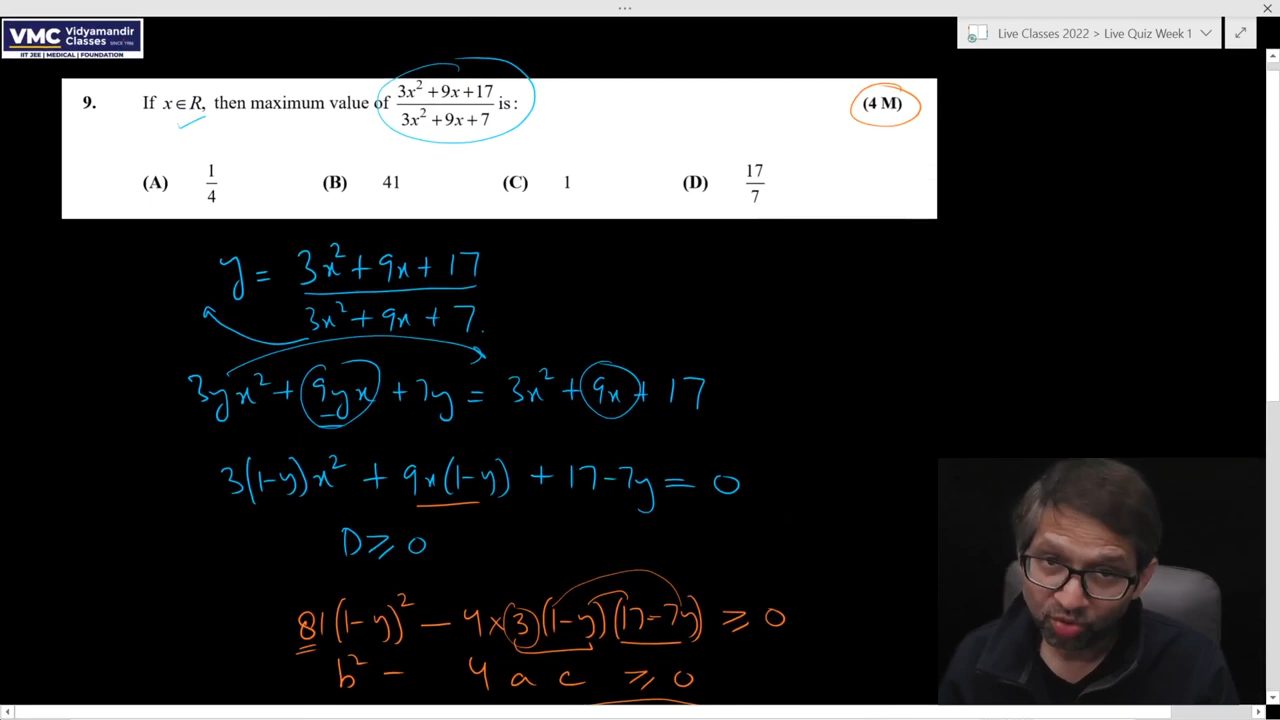 ...
VMC Vidyamandir Classes SINCE 1986
IIT JEE | MEDICAL | FOUNDATION
Live Classes 2022 > Live Quiz Week 1
9. If x ∈ R, then maximum value of (3x² + 9x + 17)/(3x² + 9x + 7) is : (4 M)
(A) 1/4 (B) 41 (C) 1 (D) 17/7
y = (3x² + 9x + 17)/(3x² + 9x + 7)
3yx² + 9yx + 7y = 3x² + 9x + 17
3(1-y)x² + 9x(1-y) + 17-7y = 0
D ≥ 0
81(1-y)² - 4×(3)(1-y)(17-7y) ≥ 0
b² - 4 a c ≥ 0